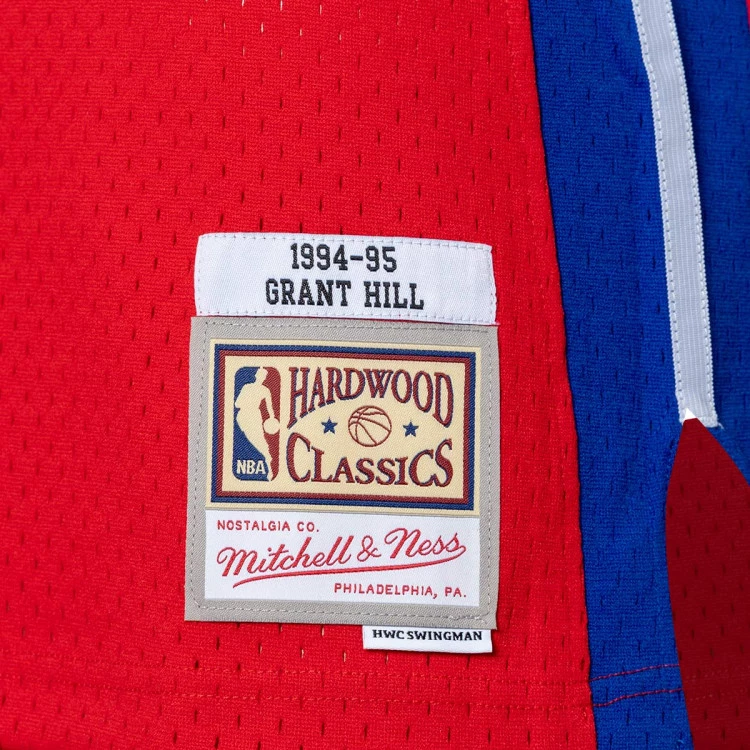 1994-95
GRANT HILL
HARDWOOD
NBA
CLASSICS
NOSTALGIA CO.
Mitchell & Ness
PHILADELPHIA, PA.
HWC SWINGMAN